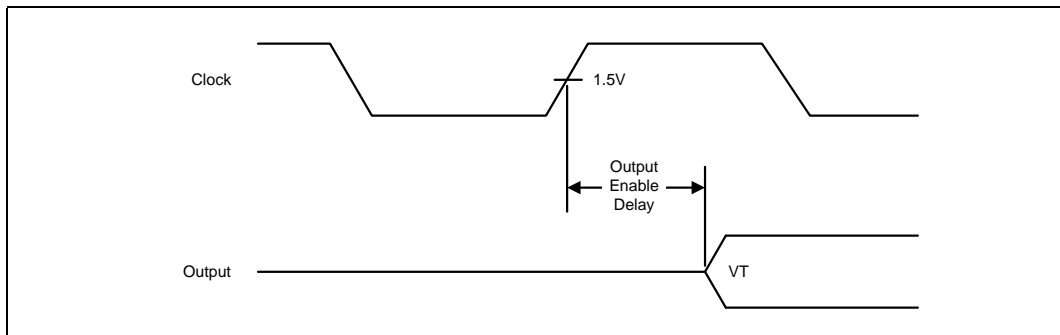 Clock
1.5V
Output
Enable
Delay
Output
VT